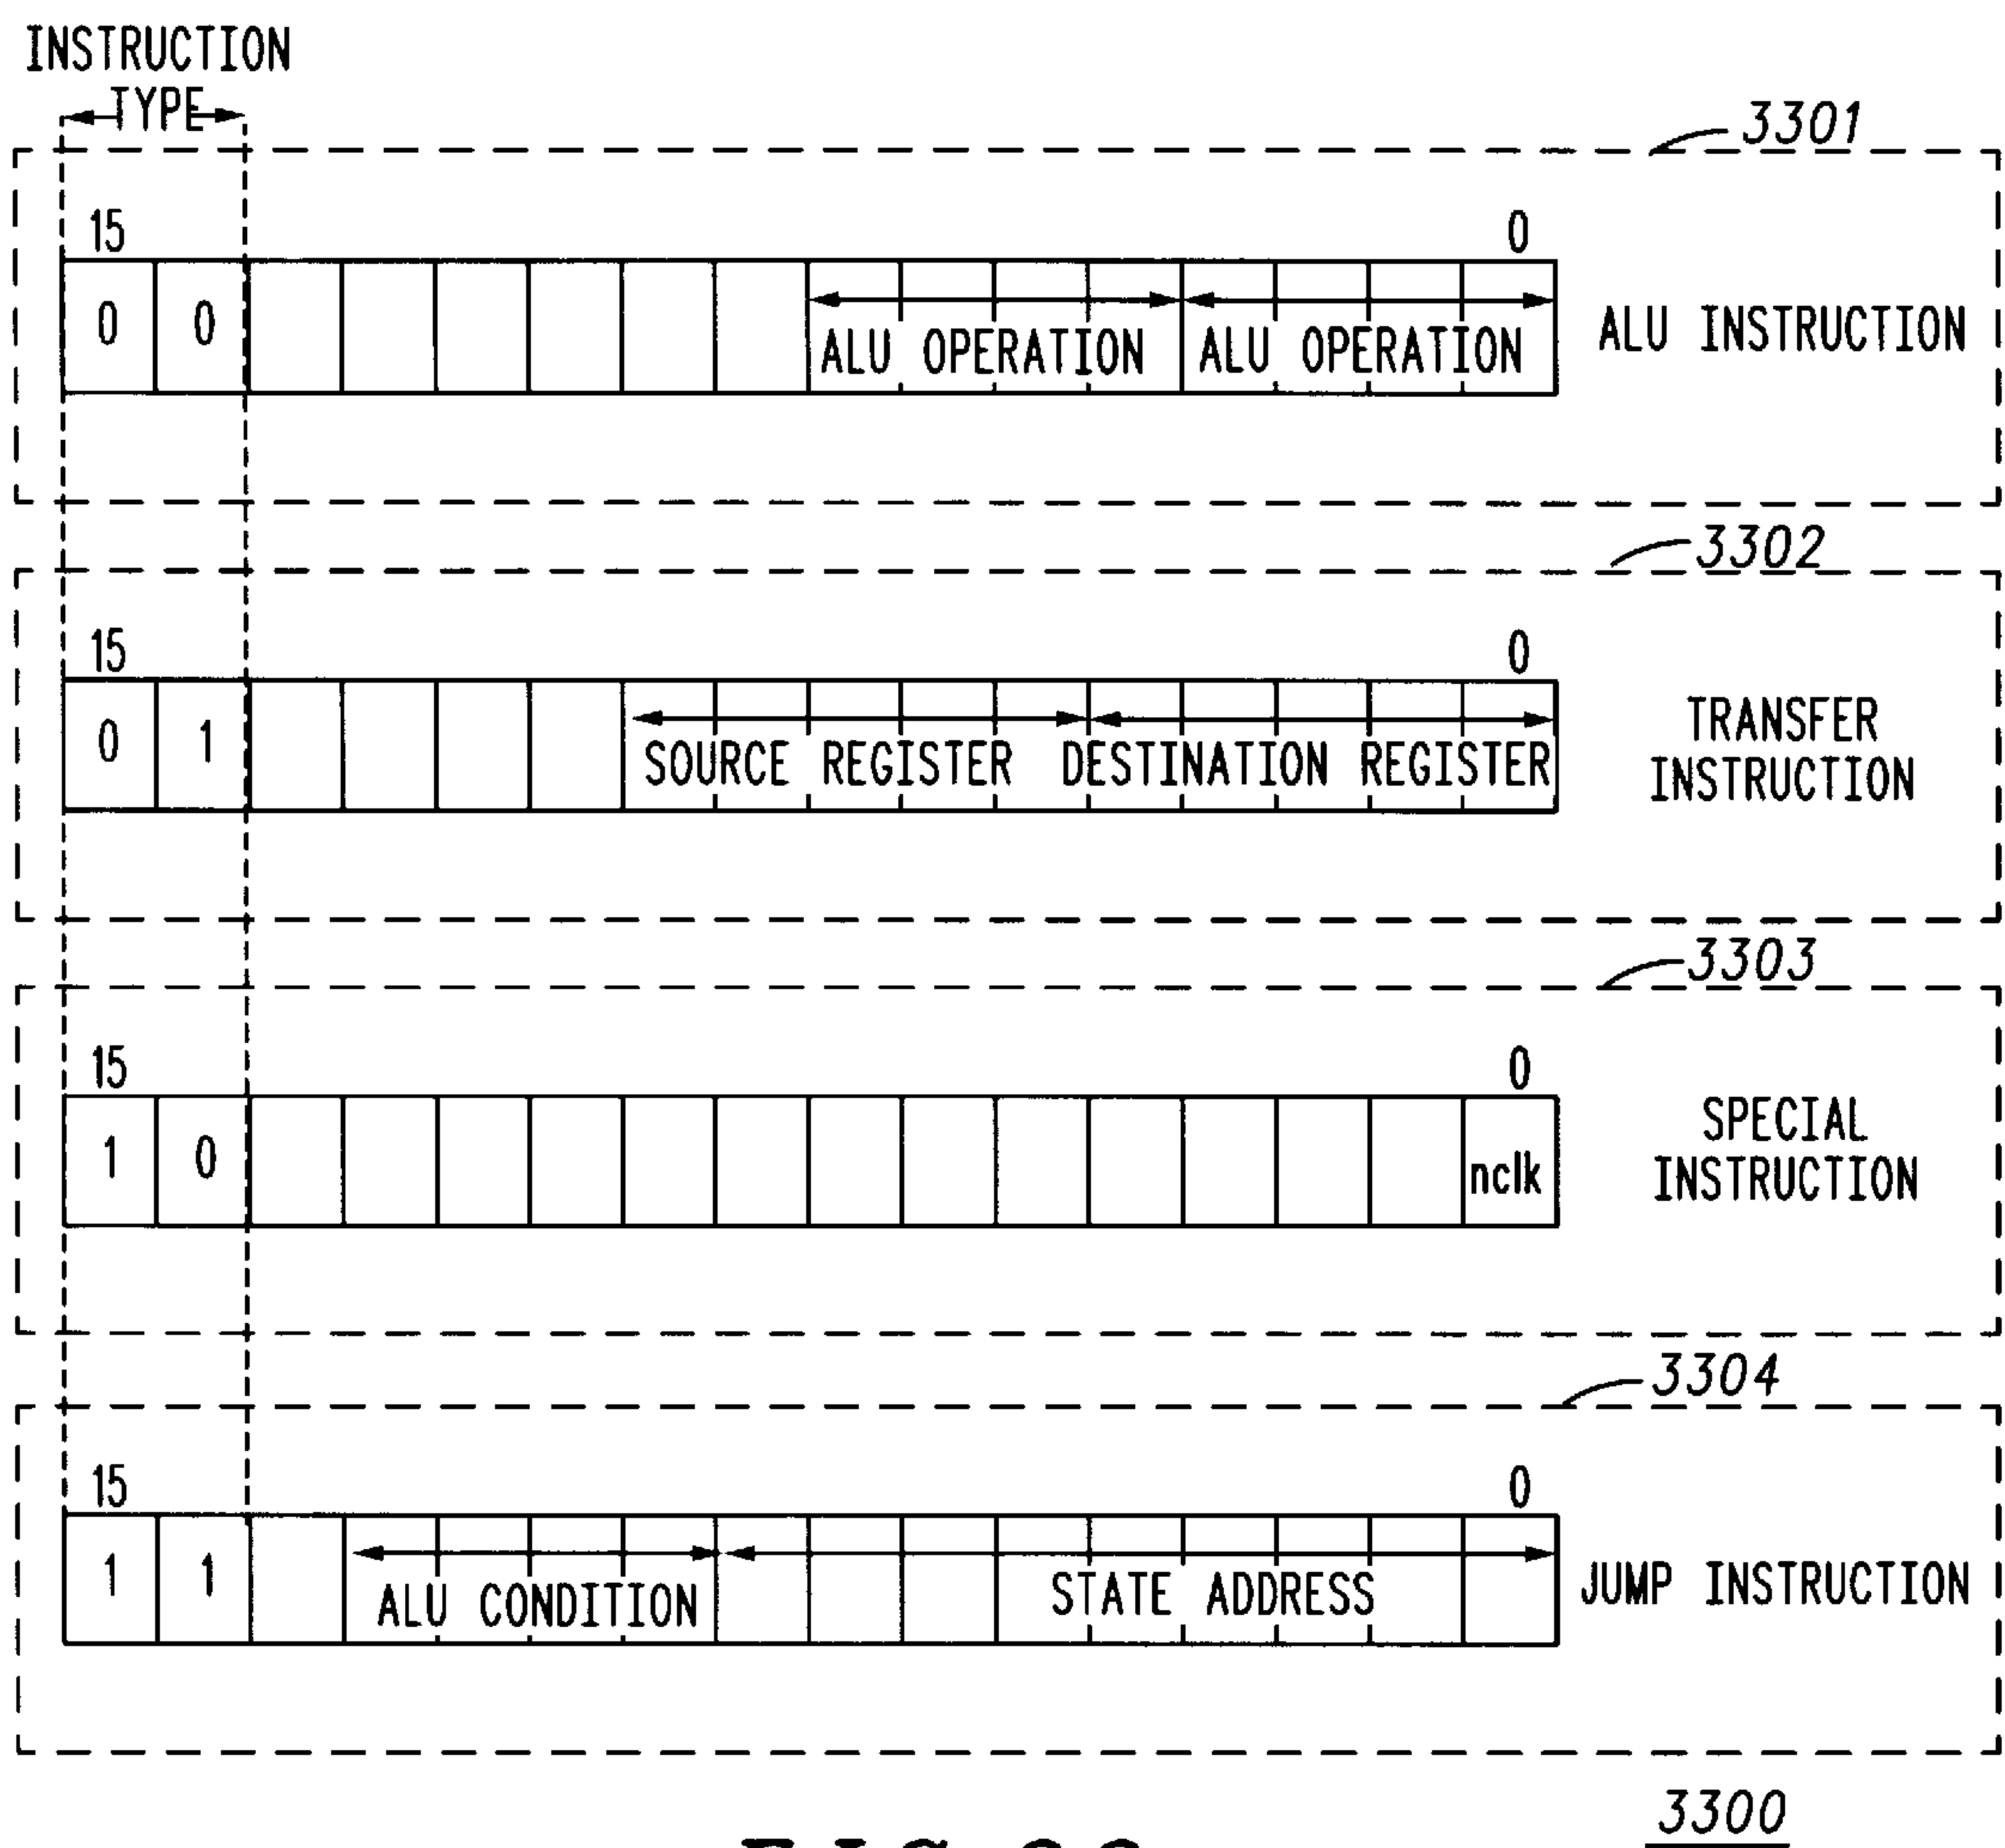 INSTRUCTION
TYPE
3301
15 0
0 0 ALU OPERATION ALU OPERATION ALU INSTRUCTION
3302
15 0
0 1 SOURCE REGISTER DESTINATION REGISTER TRANSFER
INSTRUCTION
3303
15 0
1 0 nclk SPECIAL
INSTRUCTION
3304
15 0
1 1 ALU CONDITION STATE ADDRESS JUMP INSTRUCTION
3300